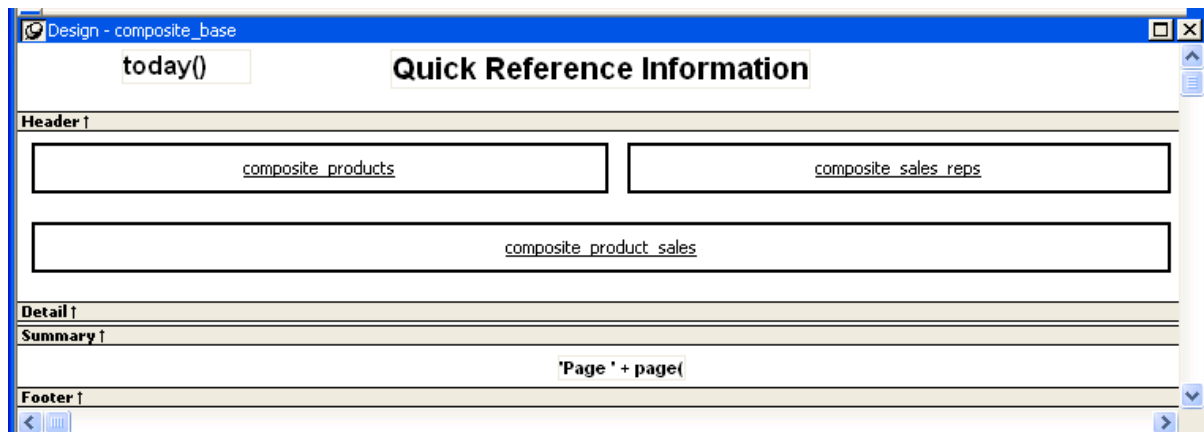 Design - composite_base
today() Quick Reference Information
Header ↑
composite_products composite_sales_reps
composite_product_sales
Detail ↑
Summary ↑
'Page ' + page(
Footer ↑